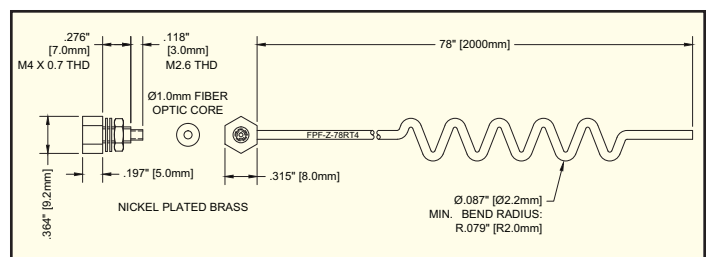 .276"
[7.0mm]
M4 X 0.7 THD
.118"
[3.0mm]
M2.6 THD
78" [2000mm]
Ø1.0mm FIBER
OPTIC CORE
FPF-Z-78RT4
.364" [9.2mm]
.197" [5.0mm]
.315" [8.0mm]
NICKEL PLATED BRASS
Ø.087" [Ø2.2mm]
MIN. BEND RADIUS:
R.079" [R2.0mm]